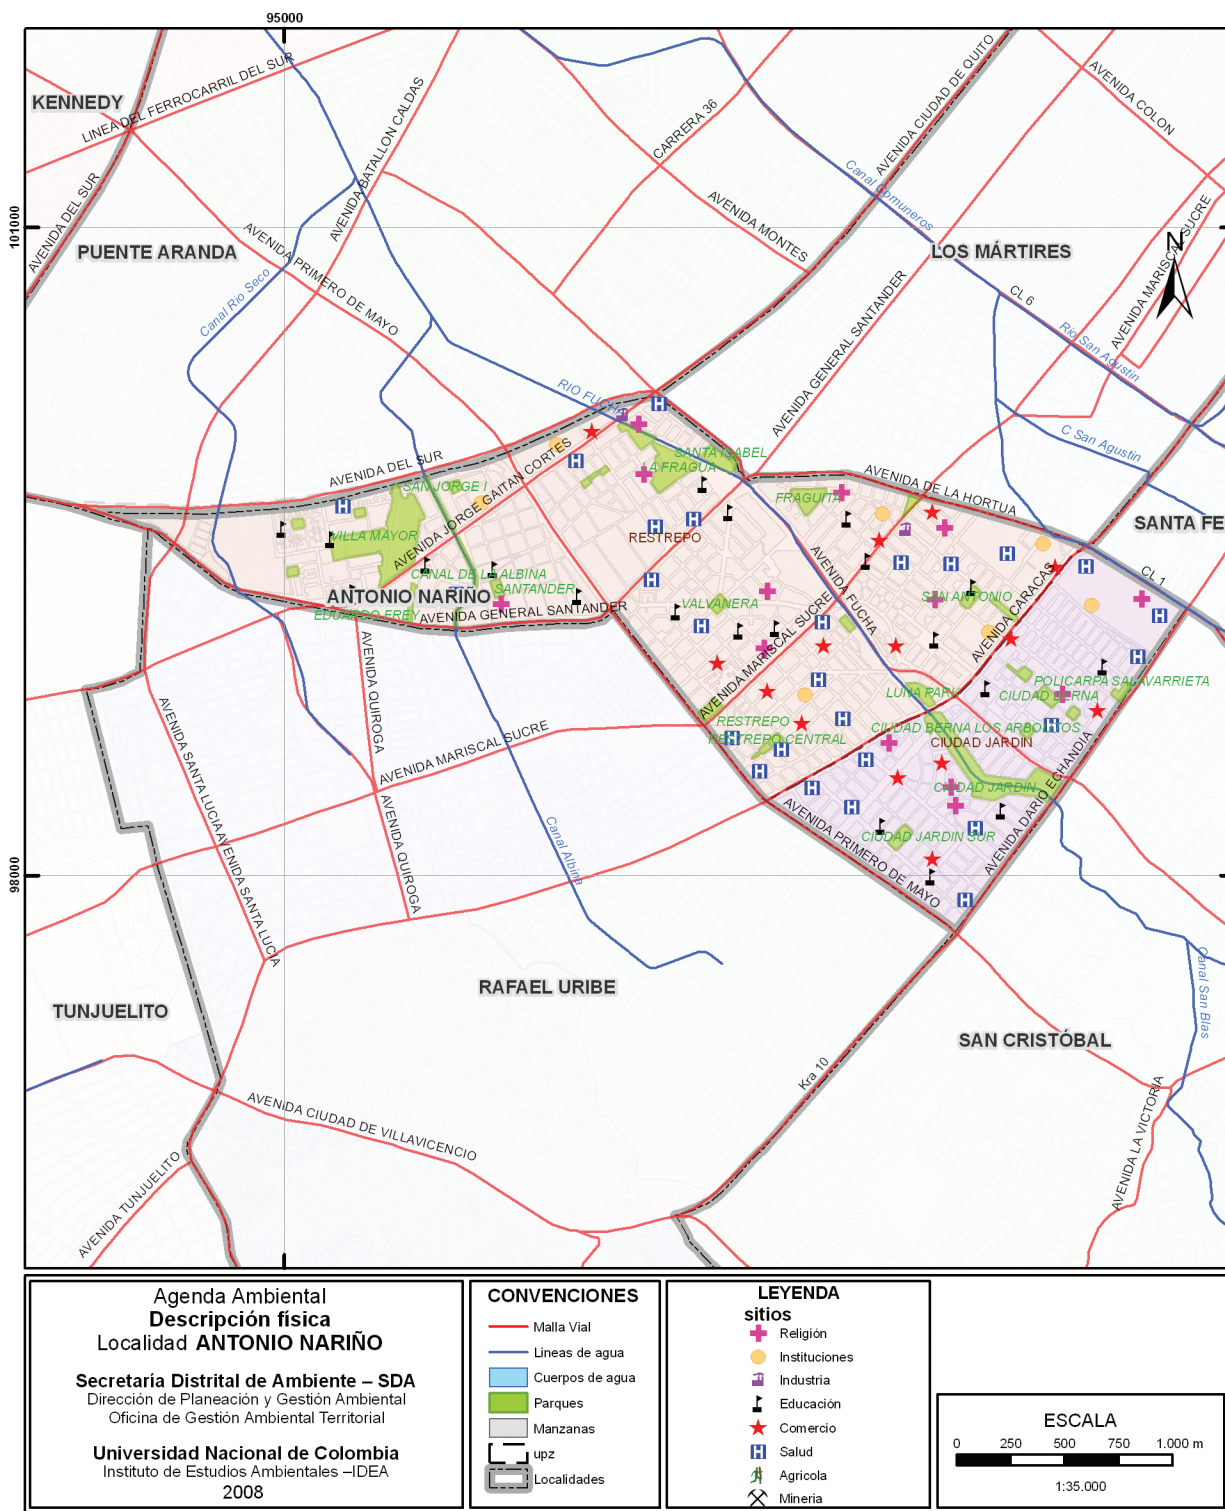 95000
101000
98000
KENNEDY
LINEA DEL FERROCARRIL DEL SUR
AVENIDA BATALLON CALDAS
CARRERA 36
AVENIDA CIUDAD DE QUITO
AVENIDA COLON
AVENIDA DEL SUR
PUENTE ARANDA
AVENIDA PRIMERO DE MAYO
AVENIDA MONTES
Canal Comuneros
LOS MÁRTIRES
N
AVENIDA MARISCAL SUCRE
Canal Rio Seco
CL 6
Rio San Agustin
AVENIDA GENERAL SANTANDER
RIO FUCHA
C San Agustin
AVENIDA DEL SUR
SANTA ISABEL
LA FRAGUA
AVENIDA DE LA HORTUA
SAN JORGE I
AVENIDA JORGE GAITAN CORTES
FRAGUITA
SANTA FE
VILLA MAYOR
RESTREPO
CANAL DE LA ALBINA
SANTANDER
ANTONIO NARIÑO
EDUARDO FREY
AVENIDA GENERAL SANTANDER
VALVANERA
AVENIDA FUCHA
SAN ANTONIO
AVENIDA CARACAS
CL 1
AVENIDA MARISCAL SUCRE
AVENIDA QUIROGA
LUNA PARK
POLICARPA SALAVARRIETA
CIUDAD BERNA
RESTREPO
RESTREPO CENTRAL
CIUDAD BERNA LOS ARBOLITOS
CIUDAD JARDIN
AVENIDA SANTA LUCIA
AVENIDA MARISCAL SUCRE
CIUDAD JARDIN
AVENIDA DARIO ECHANDIA
AVENIDA PRIMERO DE MAYO
CIUDAD JARDIN SUR
AVENIDA QUIROGA
Canal Albina
AVENIDA SANTA LUCIA
RAFAEL URIBE
TUNJUELITO
SAN CRISTÓBAL
Canal San Blas
Kra 10
AVENIDA CIUDAD DE VILLAVICENCIO
AVENIDA LA VICTORIA
AVENIDA TUNJUELITO
Agenda Ambiental
Descripción física
Localidad ANTONIO NARIÑO
Secretaría Distrital de Ambiente – SDA
Dirección de Planeación y Gestión Ambiental
Oficina de Gestión Ambiental Territorial
Universidad Nacional de Colombia
Instituto de Estudios Ambientales –IDEA
2008
CONVENCIONES
Malla Vial
Lineas de agua
Cuerpos de agua
Parques
Manzanas
upz
Localidades
LEYENDA
sitios
Religión
Instituciones
Industria
Educación
Comercio
Salud
Agricola
Mineria
ESCALA
0 250 500 750 1.000 m
1:35.000